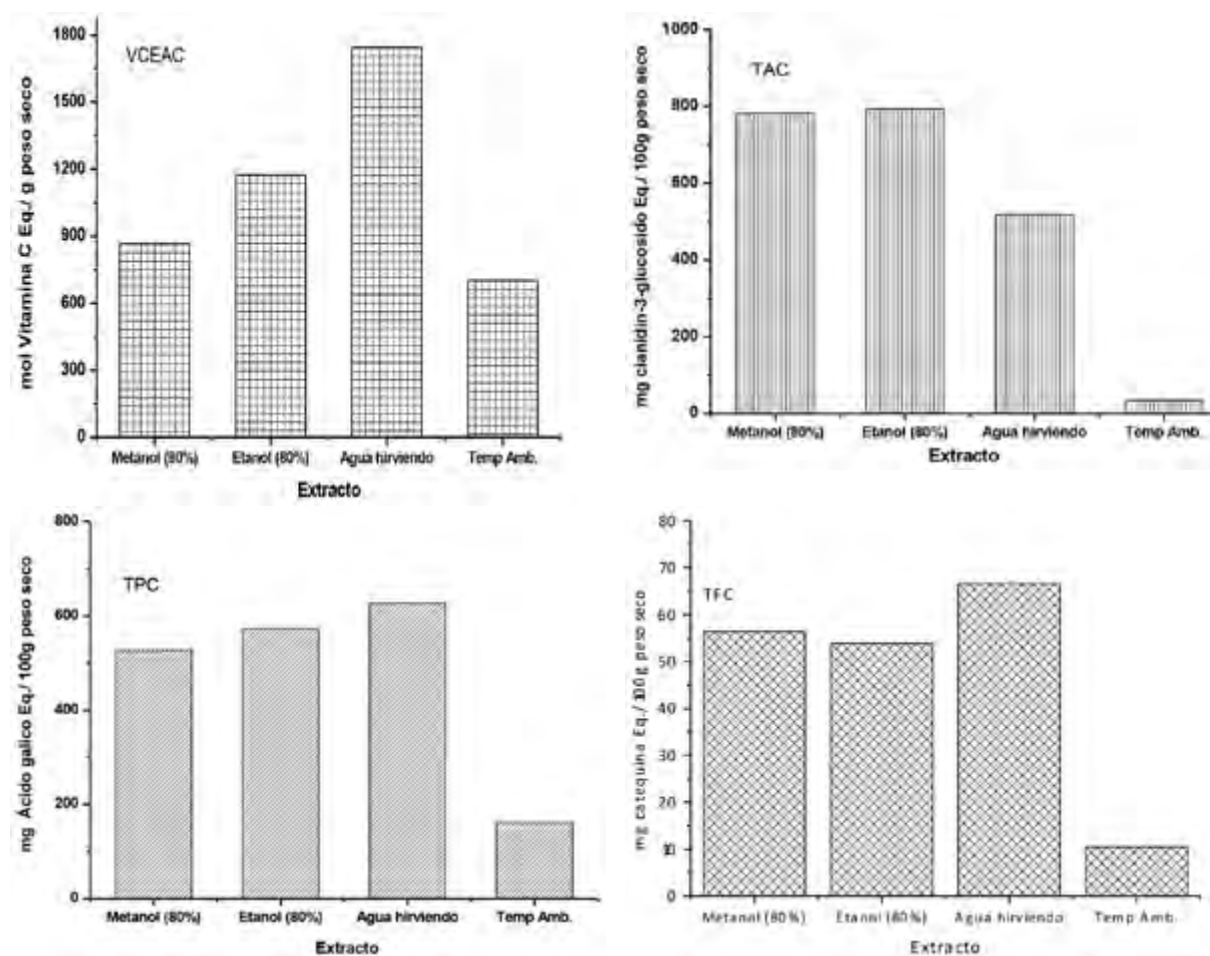 VCEAC
mol Vitamina C Eq./ g peso seco
1800
1500
1200
900
600
300
0
Metanol (80%) Etanol (80%) Agua hirviendo Temp Amb.
Extracto
TAC
mg cianidin-3-glucosido Eq./ 100g peso seco
1000
800
600
400
200
0
Metanol (80%) Etanol (80%) Agua hirviendo Temp Amb.
Extracto
TPC
mg Ácido galico Eq./ 100g peso seco
800
600
400
200
0
Metanol (80%) Etanol (80%) Agua hirviendo Temp Amb.
Extracto
TFC
mg catequina Eq./ 100g peso seco
80
70
60
50
40
30
20
10
0
Metanol (80%) Etanol (80%) Agua hirviendo Temp Amb.
Extracto